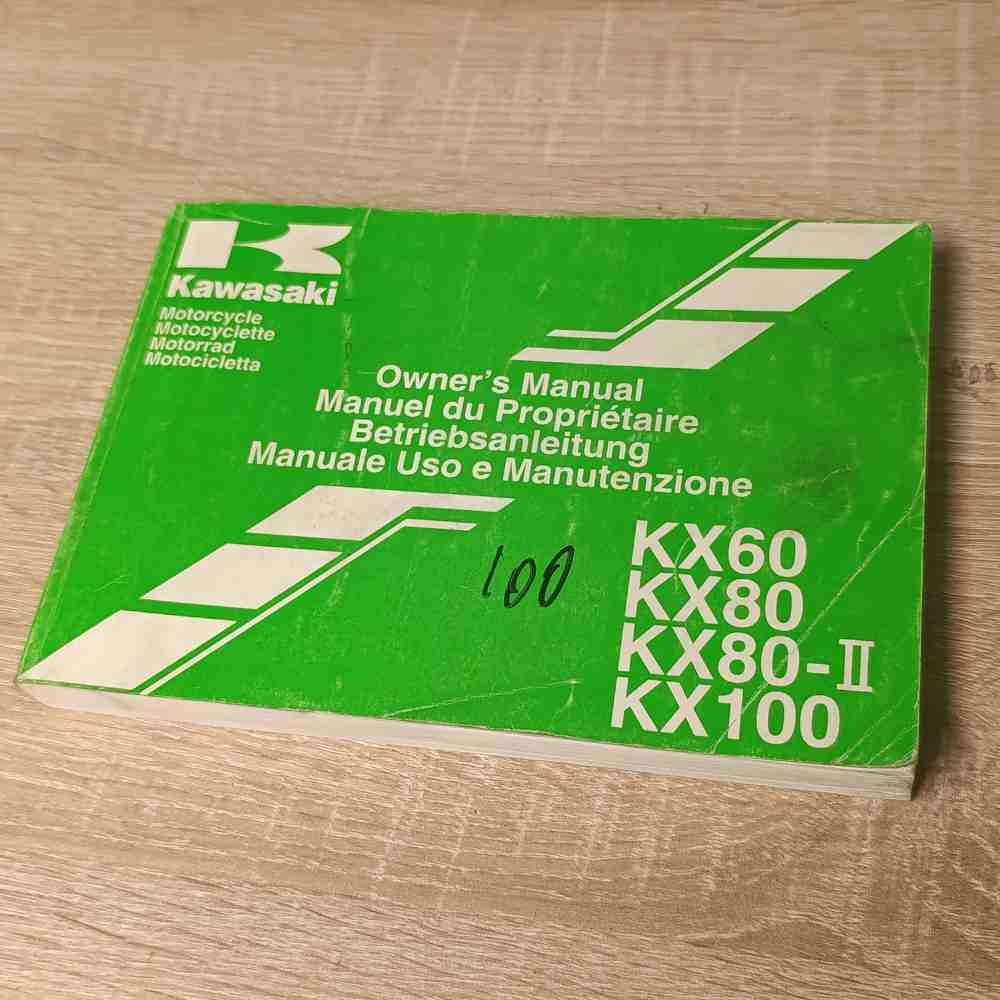 Kawasaki
Motorcycle
Motocyclette
Motorrad
Motocicletta
Owner's Manual
Manuel du Propriétaire
Betriebsanleitung
Manuale Uso e Manutenzione
100
KX60
KX80
KX80-II
KX100